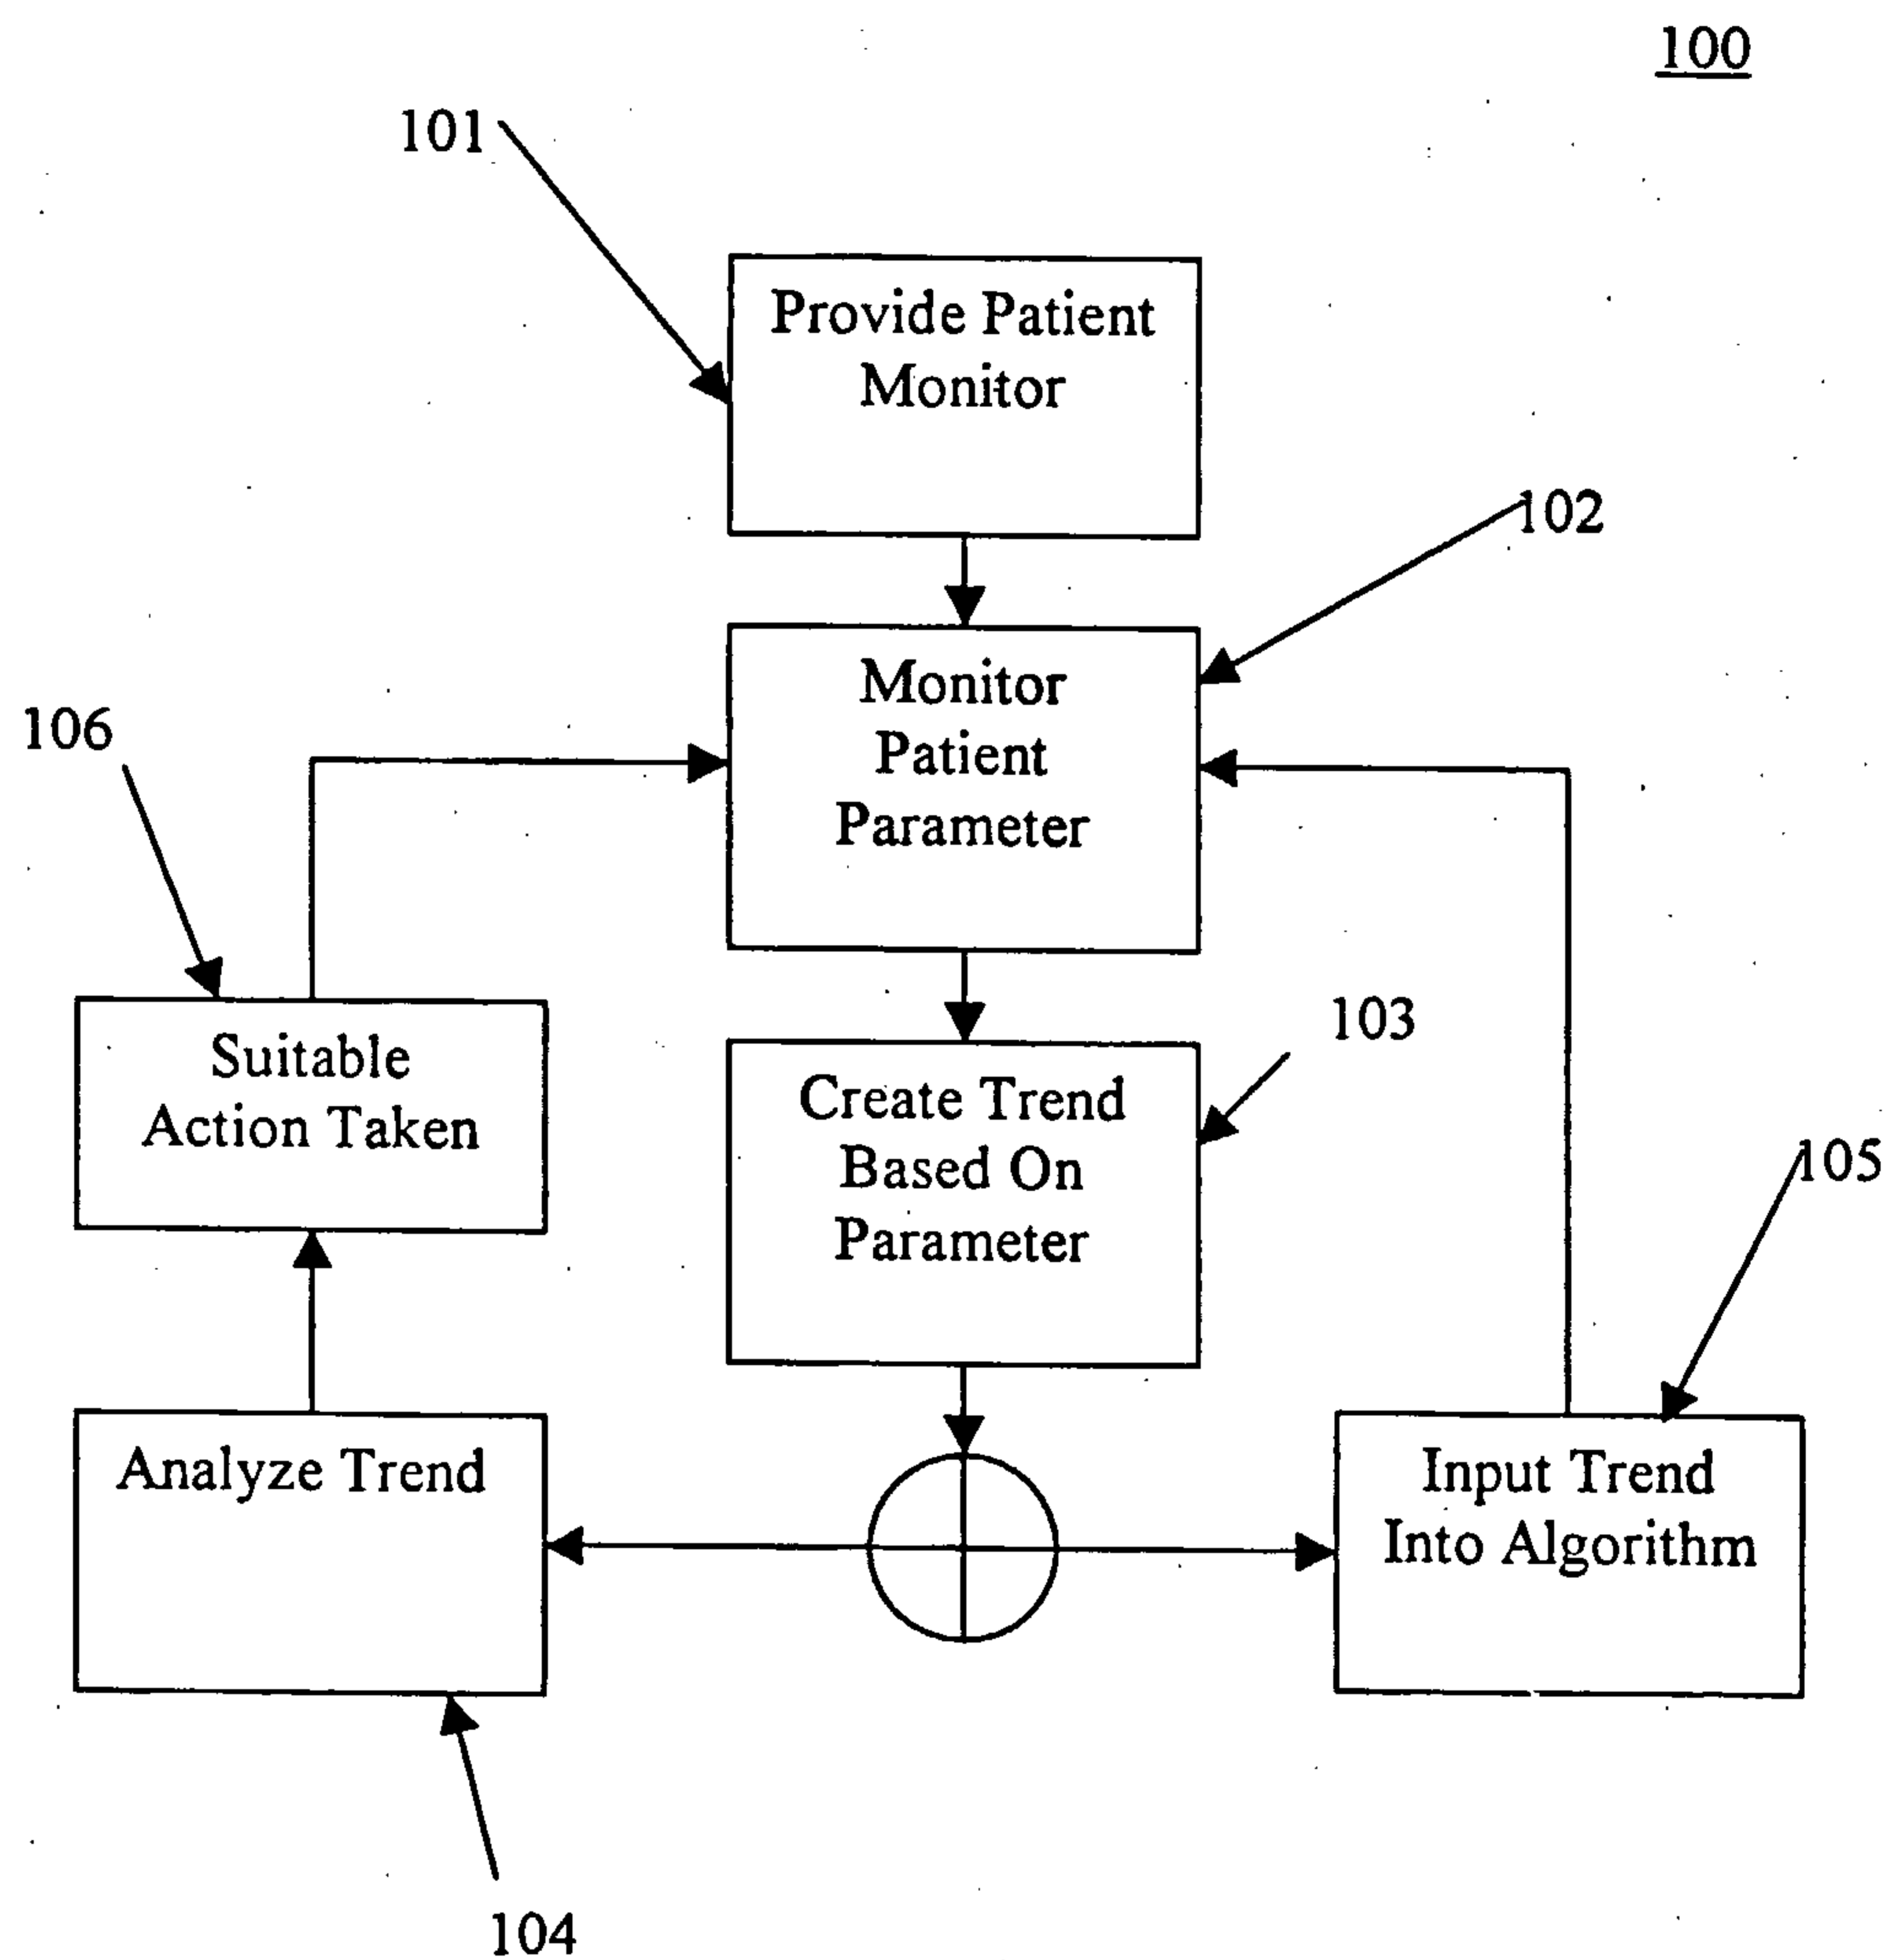 100
101
Provide Patient
Monitor
102
Monitor
Patient
Parameter
106
103
Suitable
Action Taken
Create Trend
Based On
Parameter
105
Analyze Trend
Input Trend
Into Algorithm
104